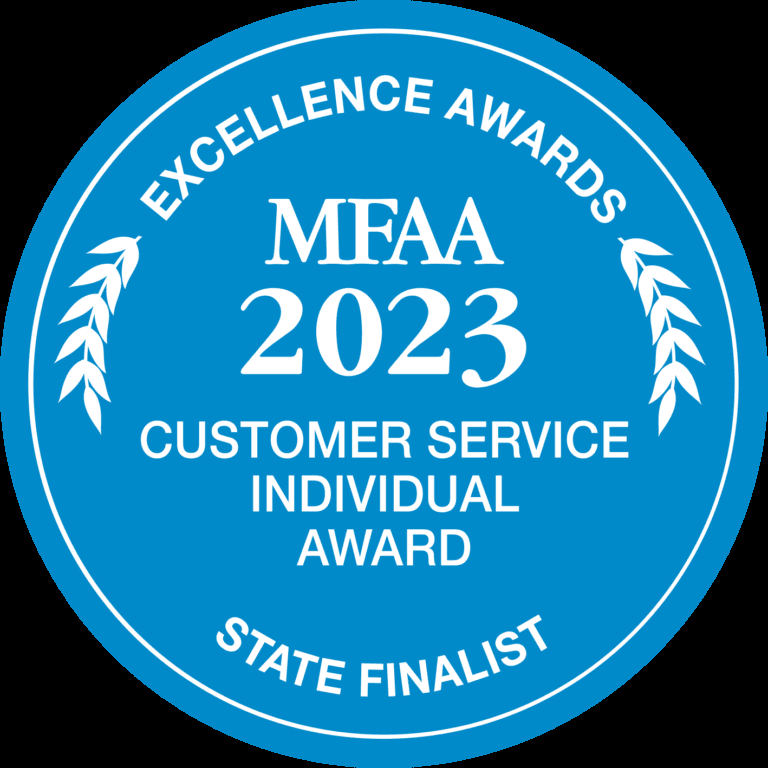 EXCELLENCE AWARDS
MFAA
2023
CUSTOMER SERVICE
INDIVIDUAL
AWARD
STATE FINALIST